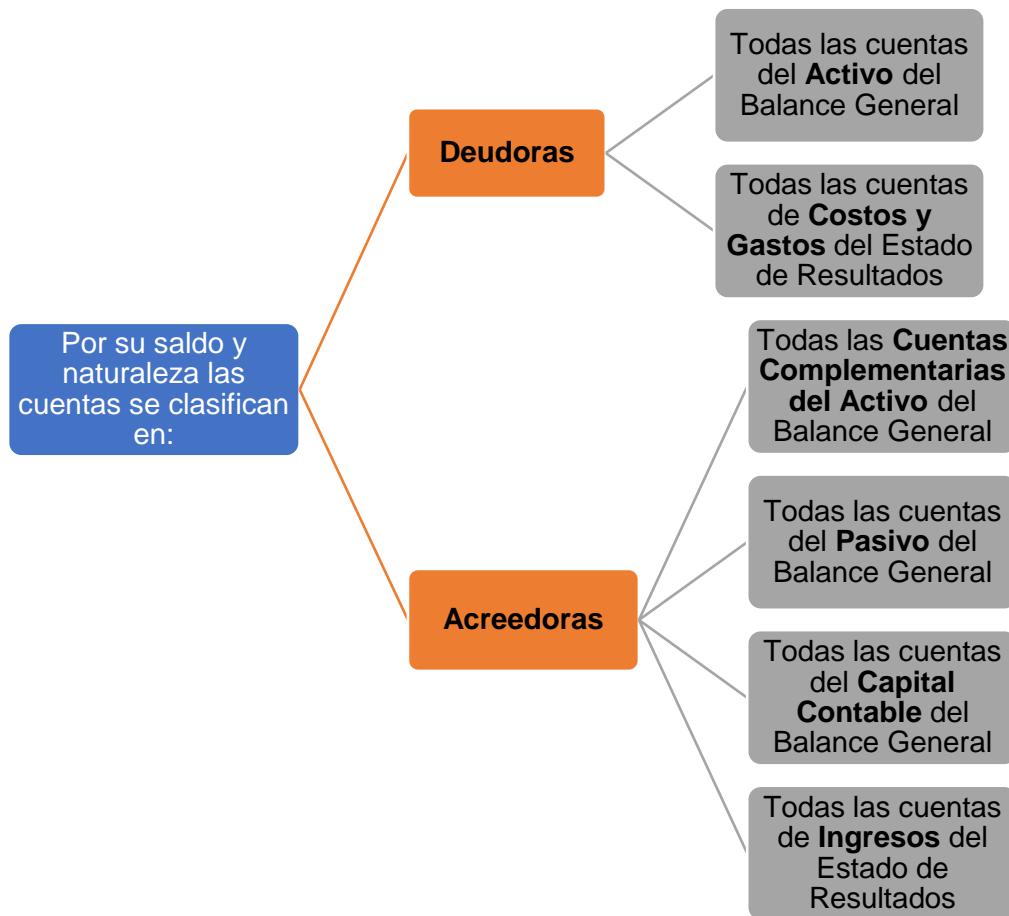 Por su saldo y
naturaleza las
cuentas se clasifican
en:
Deudoras
Todas las cuentas
del Activo del
Balance General
Todas las cuentas
de Costos y
Gastos del Estado
de Resultados
Acreedoras
Todas las Cuentas
Complementarias
del Activo del
Balance General
Todas las cuentas
del Pasivo del
Balance General
Todas las cuentas
del Capital
Contable del
Balance General
Todas las cuentas
de Ingresos del
Estado de
Resultados